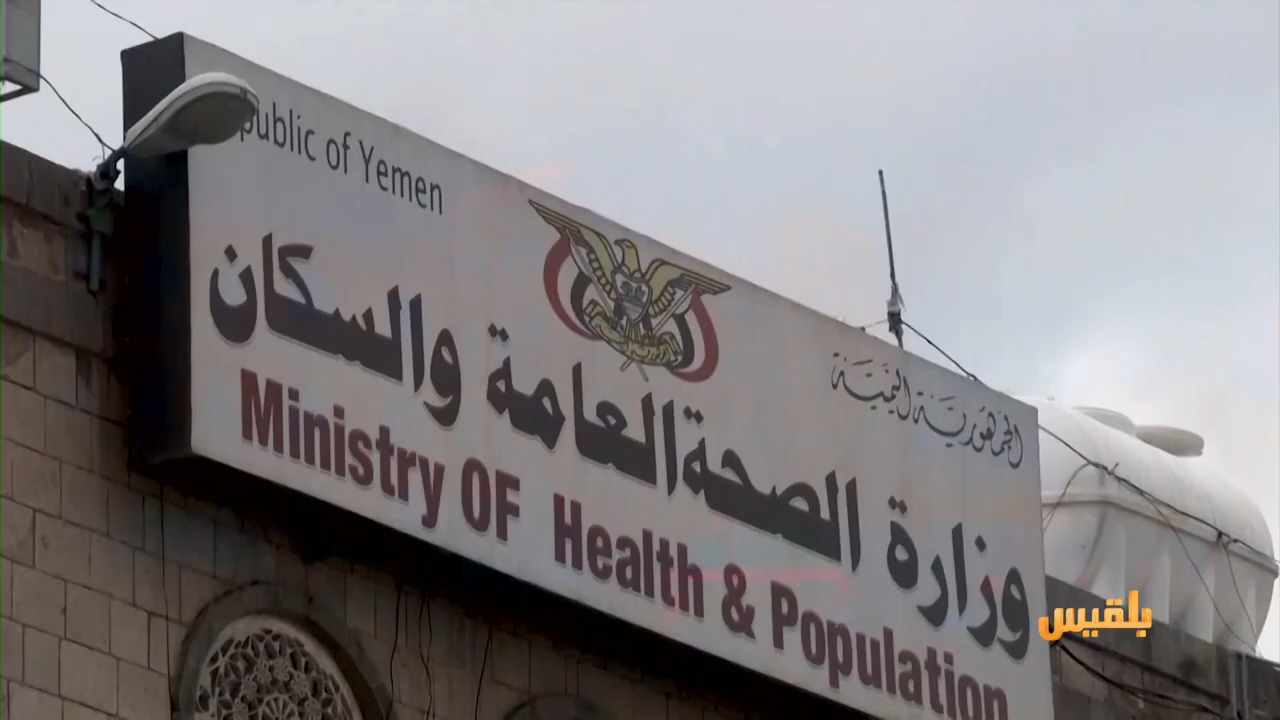 public of Yemen
الجمهورية اليمنية
وزارة الصحة العامة والسكان
Ministry OF Health & Population
بلقيس